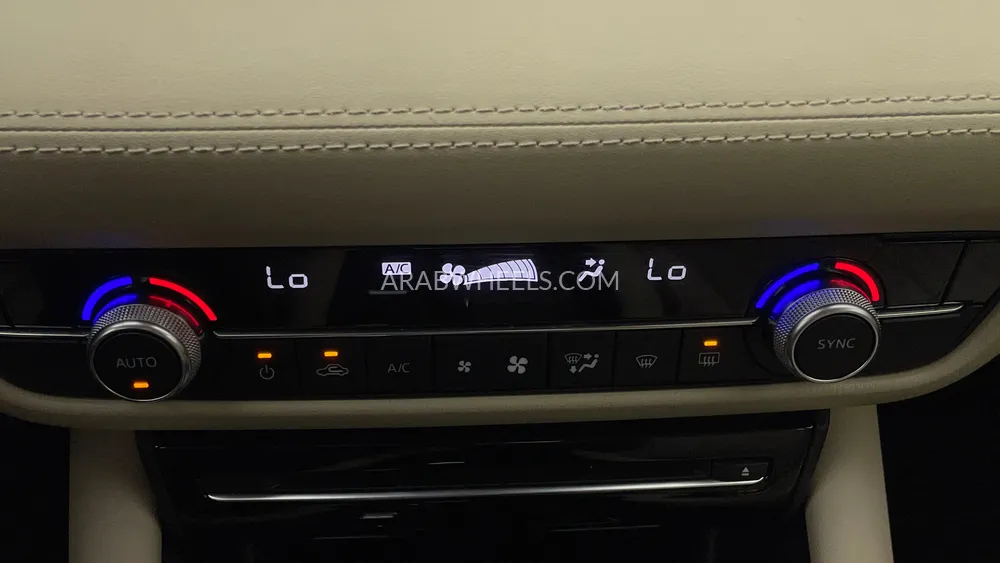 Lo A/C Lo
ARABWHEELS.COM
AUTO A/C SYNC